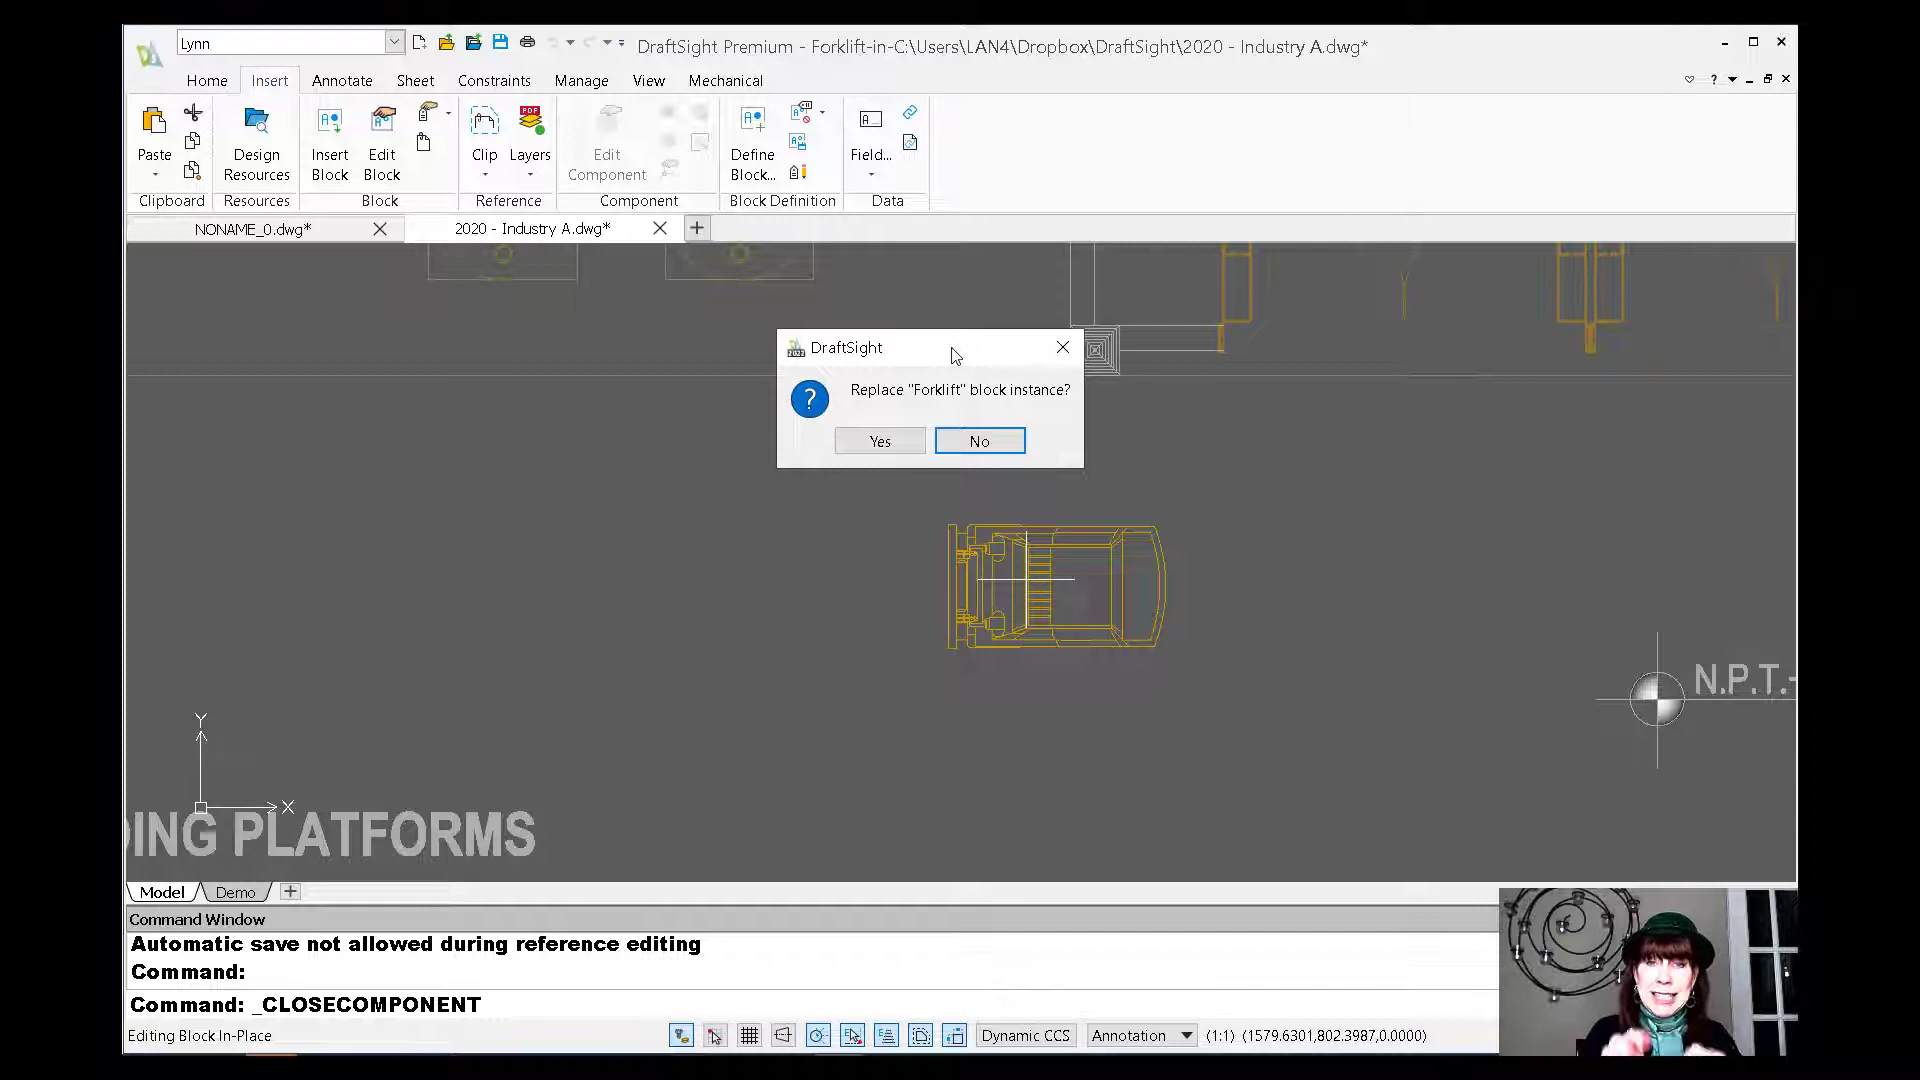 Lynn
DraftSight Premium - Forklift-in-C:\Users\LAN4\Dropbox\DraftSight\2020 - Industry A.dwg*
Home Insert Annotate Sheet Constraints Manage View Mechanical
Paste
Design Resources
Insert Block
Edit Block
Clip
Layers
Edit Component
Define Block...
Field...
Clipboard Resources Block Reference Component Block Definition Data
NONAME_0.dwg* 2020 - Industry A.dwg*
DraftSight
Replace "Forklift" block instance?
Yes No
N.P.T.-
Y
X
ING PLATFORMS
Model Demo
Command Window
Automatic save not allowed during reference editing
Command:
Command: _CLOSECOMPONENT
Editing Block In-Place
Dynamic CCS Annotation (1:1) (1579.6301,802.3987,0.0000)